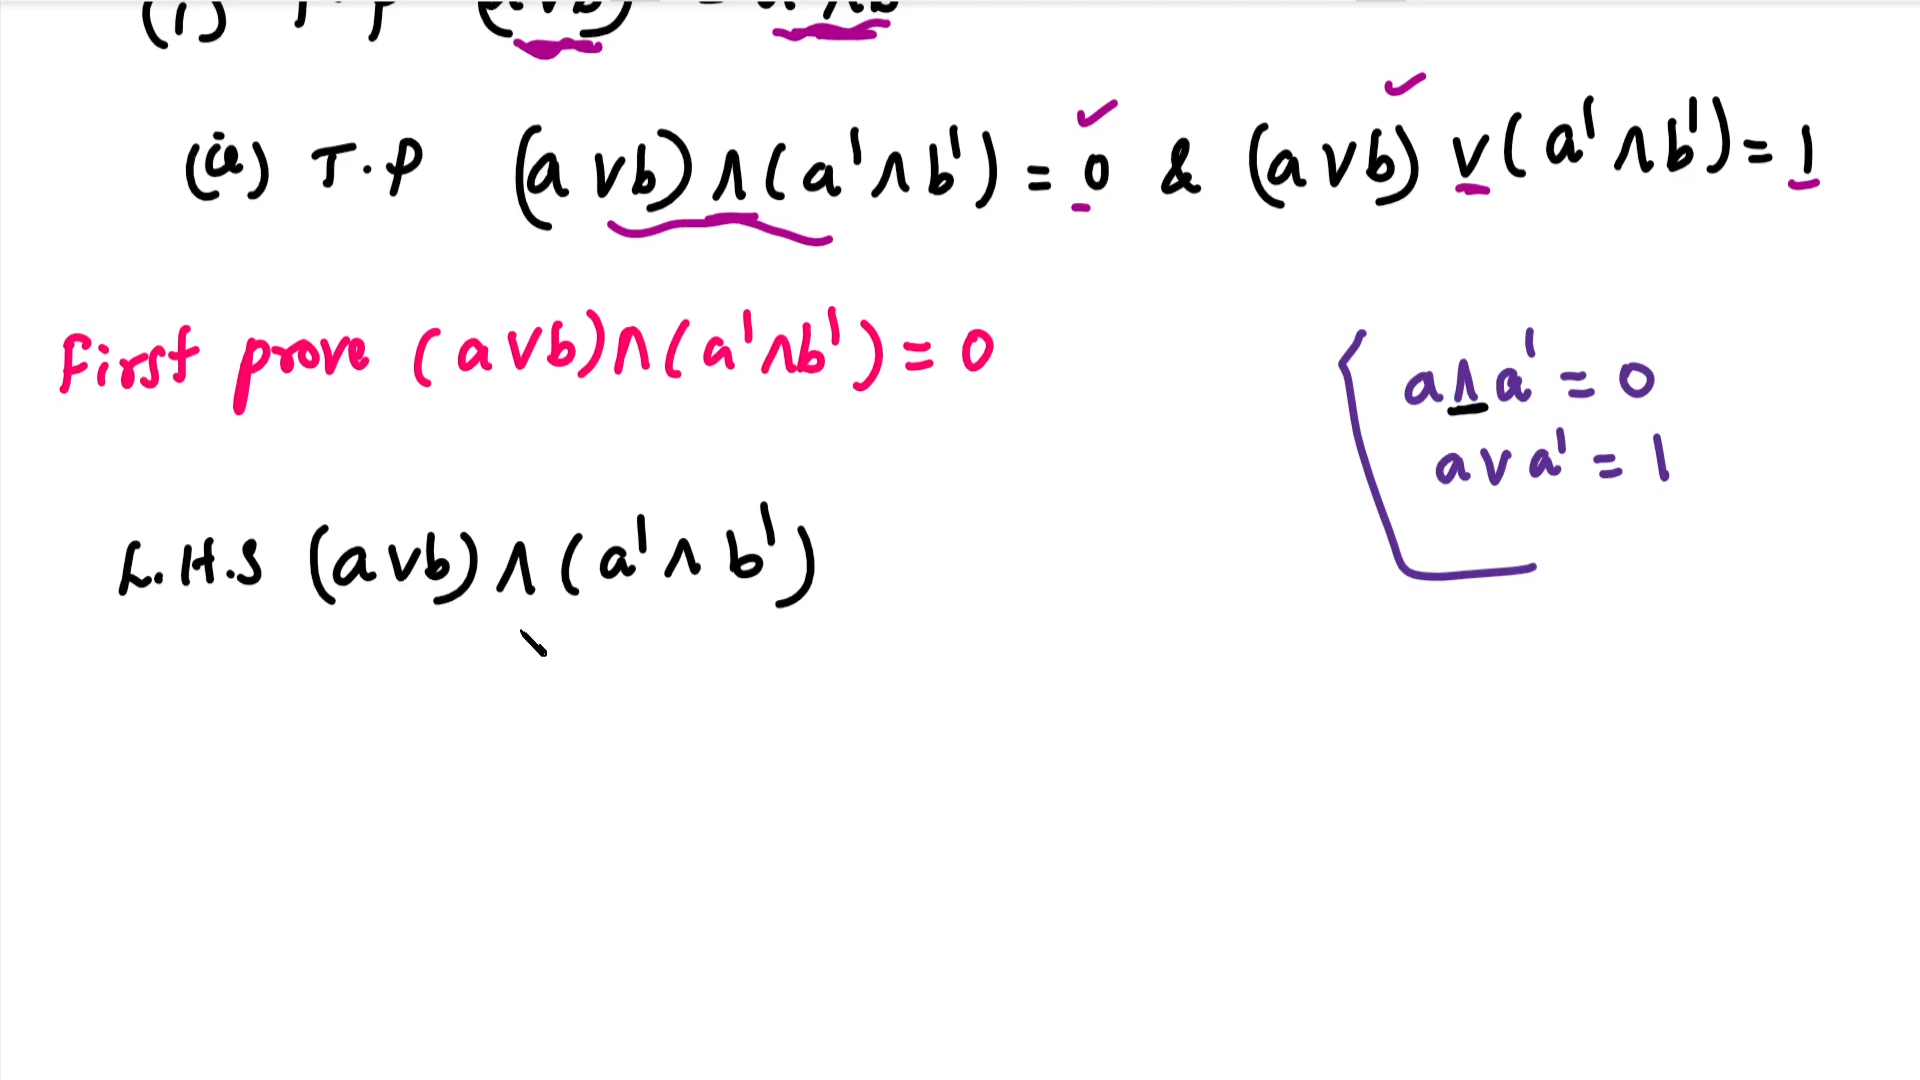 (i) T.P (a∨b)' = a'∧b'
(ii) T.P (a∨b)∧(a'∧b') = 0 & (a∨b)∨(a'∧b') = 1
First prove (a∨b)∧(a'∧b') = 0
a∧a' = 0
a∨a' = 1
L.H.S (a∨b)∧(a'∧b')